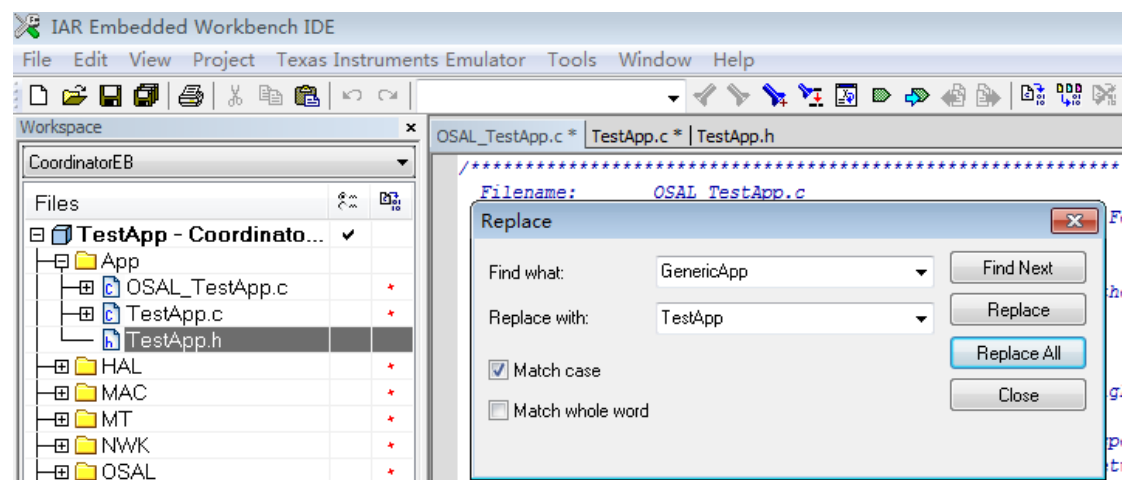 IAR Embedded Workbench IDE
File Edit View Project Texas Instruments Emulator Tools Window Help
Workspace
OSAL_TestApp.c * TestApp.c * TestApp.h
CoordinatorEB
/************************************************************
Filename: OSAL_TestApp.c
Files
Replace
TestApp - Coordinato...
App
Find what: GenericApp Find Next
OSAL_TestApp.c
TestApp.c
Replace with: TestApp Replace
TestApp.h
Replace All
HAL
Match case
MAC
Close
Match whole word
MT
NWK
OSAL